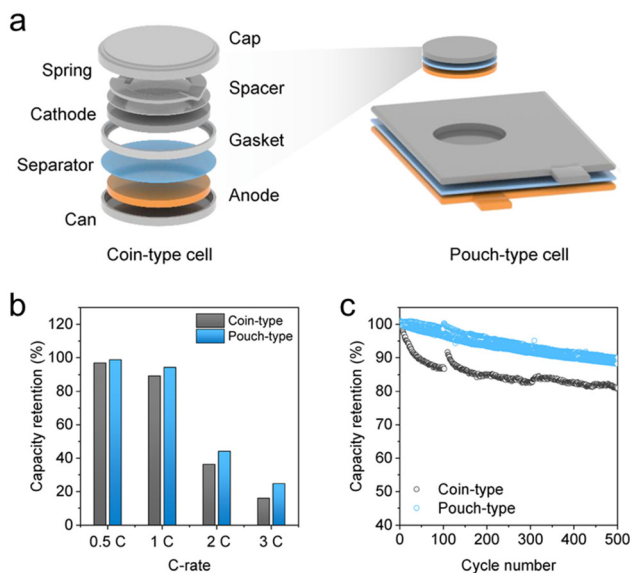 a
Cap
Spring
Spacer
Cathode
Gasket
Separator
Anode
Can
Coin-type cell
Pouch-type cell
b
Capacity retention (%)
120
100
80
60
40
20
0
Coin-type
Pouch-type
0.5 C 1 C 2 C 3 C
C-rate
c
Capacity retention (%)
100
90
80
70
60
50
40
Coin-type
Pouch-type
0 100 200 300 400 500
Cycle number